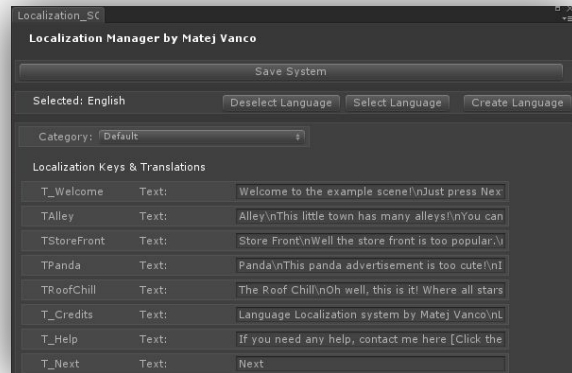 Localization_SC
Localization Manager by Matej Vanco
Save System
Selected: English Deselect Language Select Language Create Language
Category: Default
Localization Keys & Translations
T_Welcome Text: Welcome to the example scene!\nJust press Nex
TAlley Text: Alley\nThis little town has many alleys!\nYou can
TStoreFront Text: Store Front\nWell the store front is too popular.\
TPanda Text: Panda\nThis panda advertisement is too cute!\nI
TRoofChill Text: The Roof Chill\nOh well, this is it! Where all stars
T_Credits Text: Language Localization system by Matej Vanco\nL
T_Help Text: If you need any help, contact me here [Click the
T_Next Text: Next